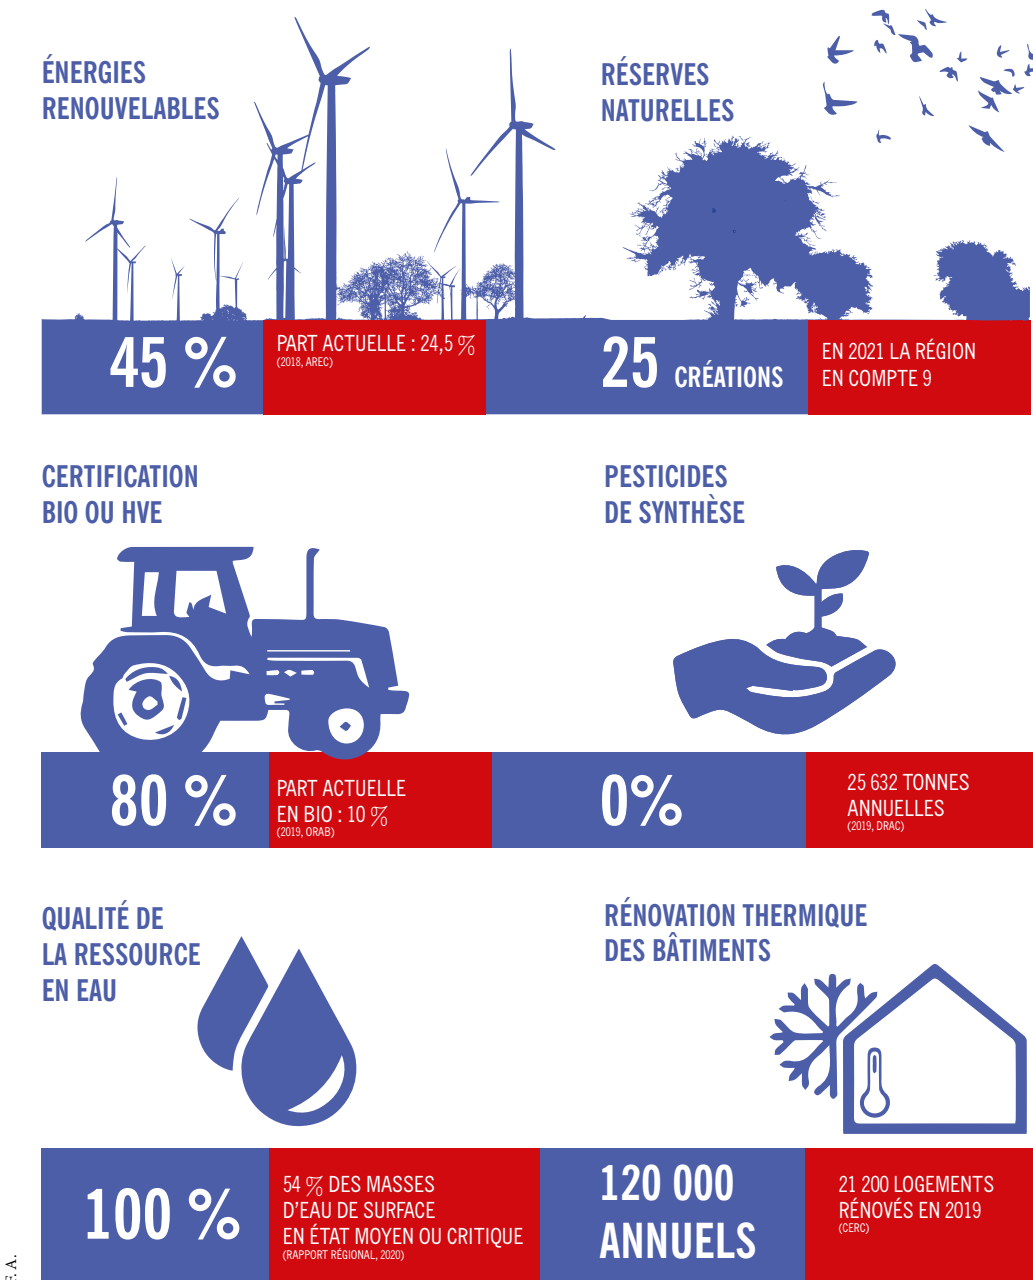 ÉNERGIES
RENOUVELABLES
45 %
PART ACTUELLE : 24,5 %
(2018, AREC)
RÉSERVES
NATURELLES
25 CRÉATIONS
EN 2021 LA RÉGION
EN COMPTE 9
CERTIFICATION
BIO OU HVE
80 %
PART ACTUELLE
EN BIO : 10 %
(2019, ORAB)
PESTICIDES
DE SYNTHÈSE
0%
25 632 TONNES
ANNUELLES
(2019, DRAC)
QUALITÉ DE
LA RESSOURCE
EN EAU
100 %
54 % DES MASSES
D'EAU DE SURFACE
EN ÉTAT MOYEN OU CRITIQUE
(RAPPORT RÉGIONAL, 2020)
RÉNOVATION THERMIQUE
DES BÂTIMENTS
120 000
ANNUELS
21 200 LOGEMENTS
RÉNOVÉS EN 2019
(CERC)
A.